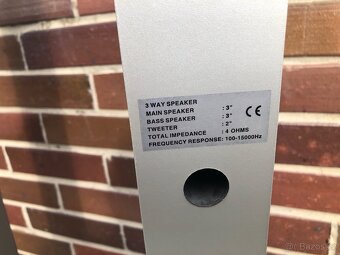 3 WAY SPEAKER
MAIN SPEAKER : 3"
BASS SPEAKER : 3"
TWEETER : 2"
TOTAL IMPEDANCE : 4 OHMS
FREQUENCY RESPONSE: 100-15000Hz
CE